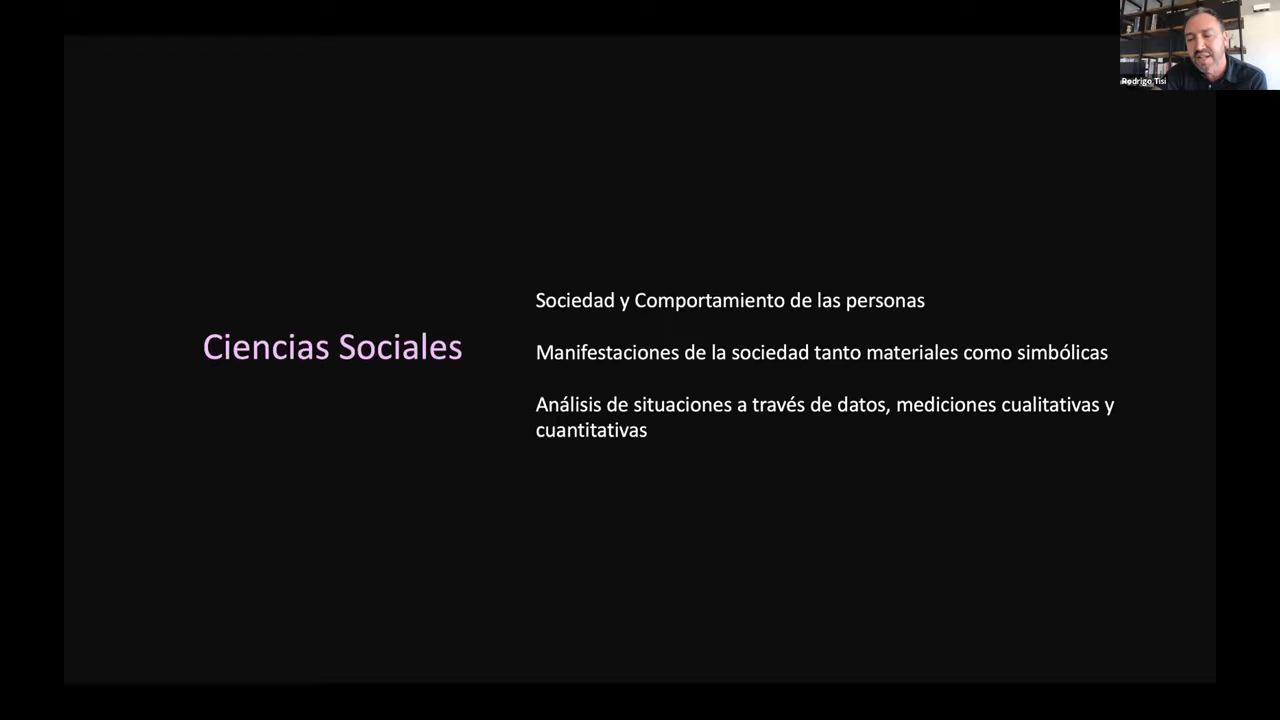 Rodrigo Tisi
Ciencias Sociales
Sociedad y Comportamiento de las personas
Manifestaciones de la sociedad tanto materiales como simbólicas
Análisis de situaciones a través de datos, mediciones cualitativas y
cuantitativas